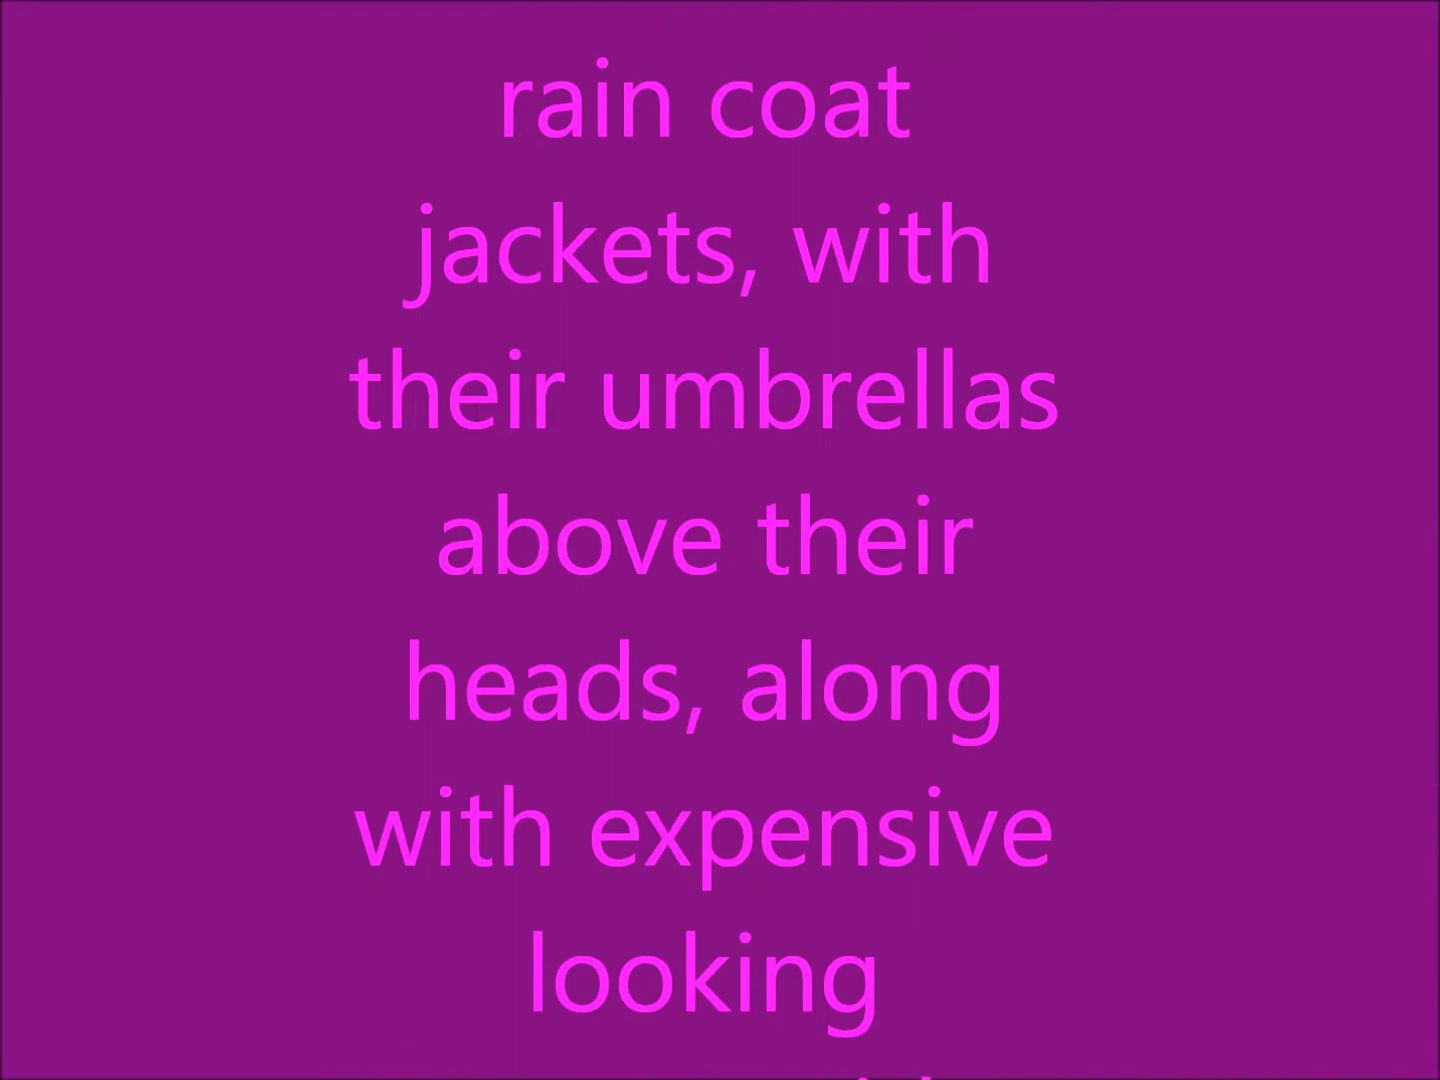 rain coat
jackets, with
their umbrellas
above their
heads, along
with expensive
looking